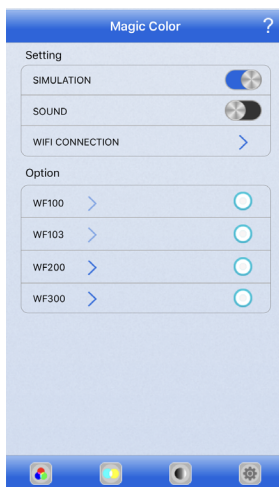 Magic Color ?
Setting
SIMULATION
SOUND
WIFI CONNECTION
Option
WF100
WF103
WF200
WF300